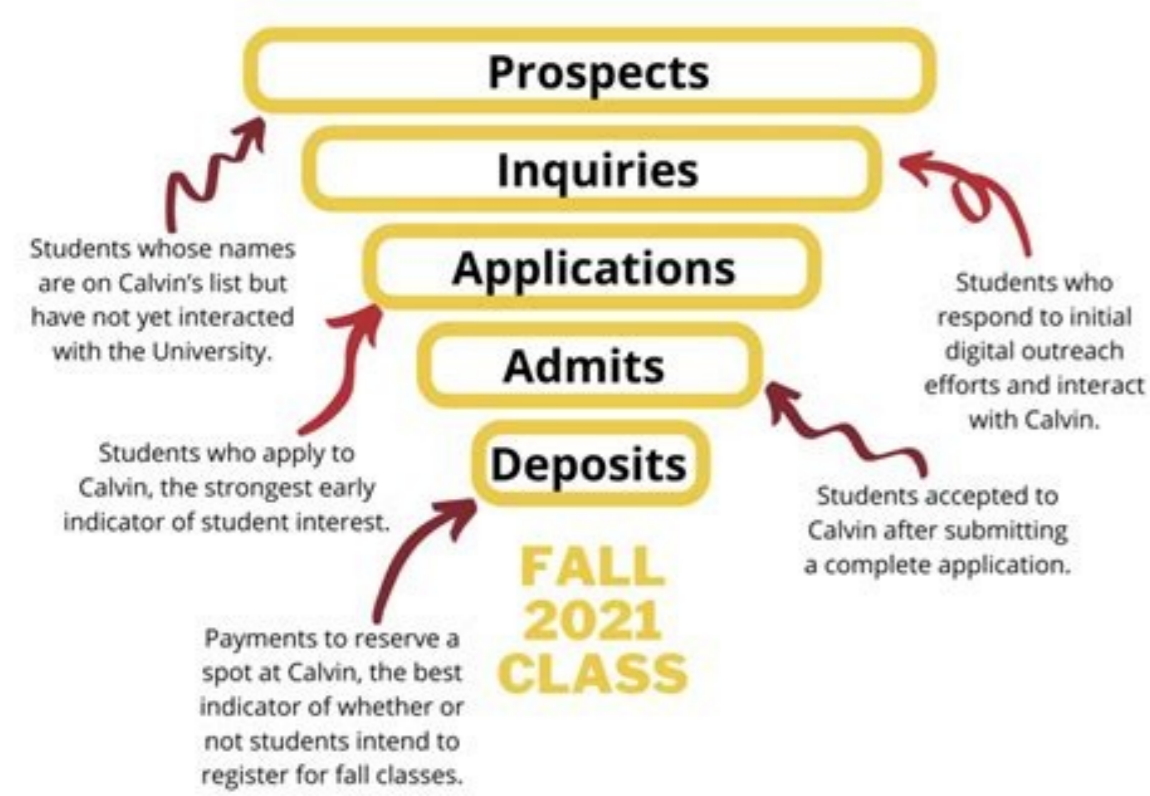 Prospects
Inquiries
Students whose names
are on Calvin's list but
have not yet interacted
with the University.
Applications
Students who
respond to initial
digital outreach
efforts and interact
with Calvin.
Admits
Students who apply to
Calvin, the strongest early
indicator of student interest.
Deposits
Students accepted to
Calvin after submitting
a complete application.
Payments to reserve a
spot at Calvin, the best
indicator of whether or
not students intend to
register for fall classes.
FALL
2021
CLASS